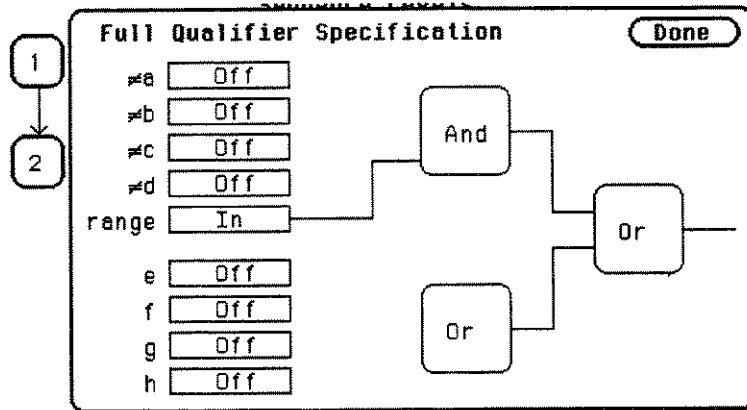 Full Qualifier Specification
Done
1
2
≠a Off
≠b Off
≠c Off
≠d Off
range In
e Off
f Off
g Off
h Off
And
Or
Or